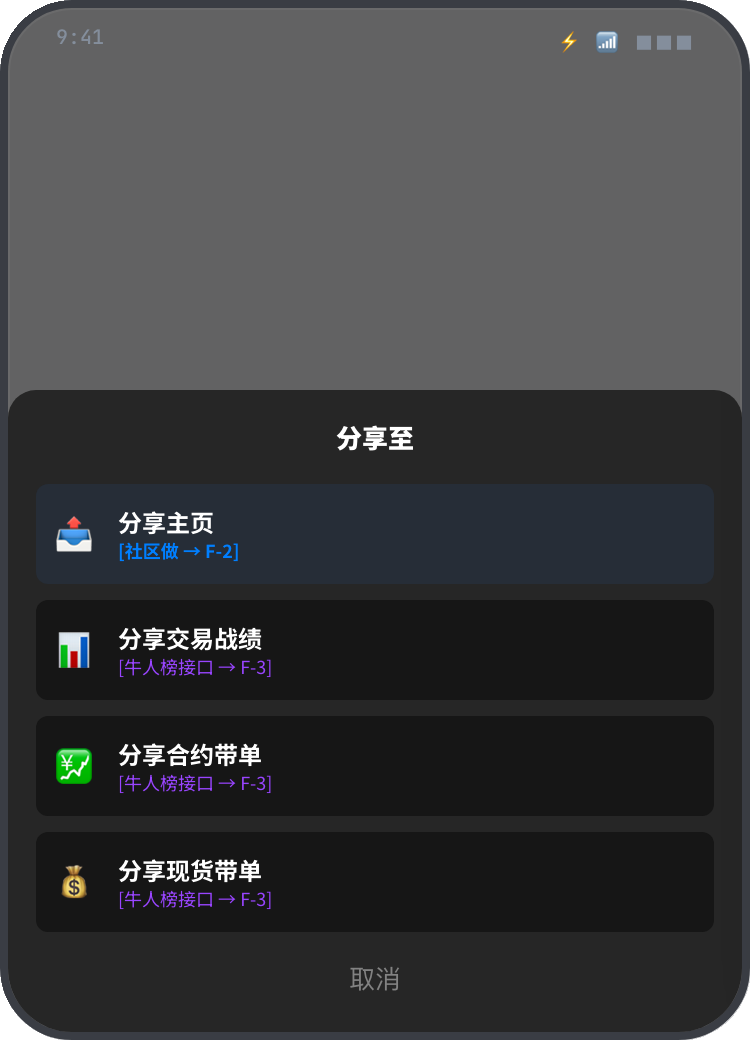 9:41
分享至
分享主页
[社区做 → F-2]
分享交易战绩
[牛人榜接口 → F-3]
分享合约带单
[牛人榜接口 → F-3]
分享现货带单
[牛人榜接口 → F-3]
取消